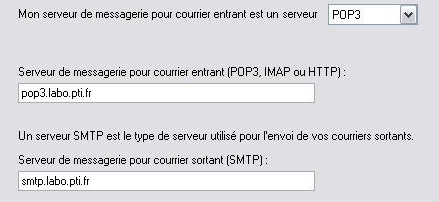 Mon serveur de messagerie pour courrier entrant est un serveur POP3
Serveur de messagerie pour courrier entrant (POP3, IMAP ou HTTP) :
pop3.labo.pti.fr
Un serveur SMTP est le type de serveur utilisé pour l'envoi de vos courriers sortants.
Serveur de messagerie pour courrier sortant (SMTP) :
smtp.labo.pti.fr